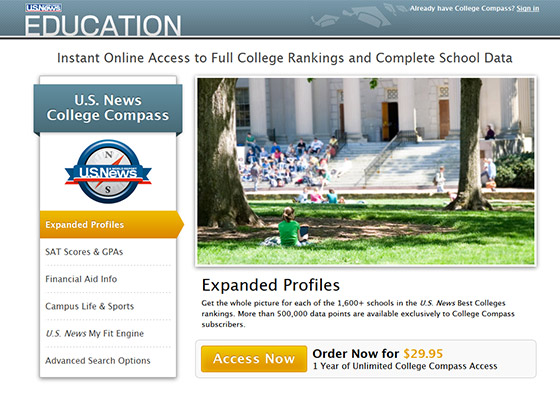 U.S.News
EDUCATION
Already have College Compass? Sign in
Instant Online Access to Full College Rankings and Complete School Data
U.S. News
College Compass
N
U.S.News
Expanded Profiles
SAT Scores & GPAs
Financial Aid Info
Campus Life & Sports
U.S. News My Fit Engine
Advanced Search Options
Expanded Profiles
Get the whole picture for each of the 1,600+ schools in the U.S. News Best Colleges
rankings. More than 500,000 data points are available exclusively to College Compass
subscribers.
Access Now
Order Now for $29.95
1 Year of Unlimited College Compass Access